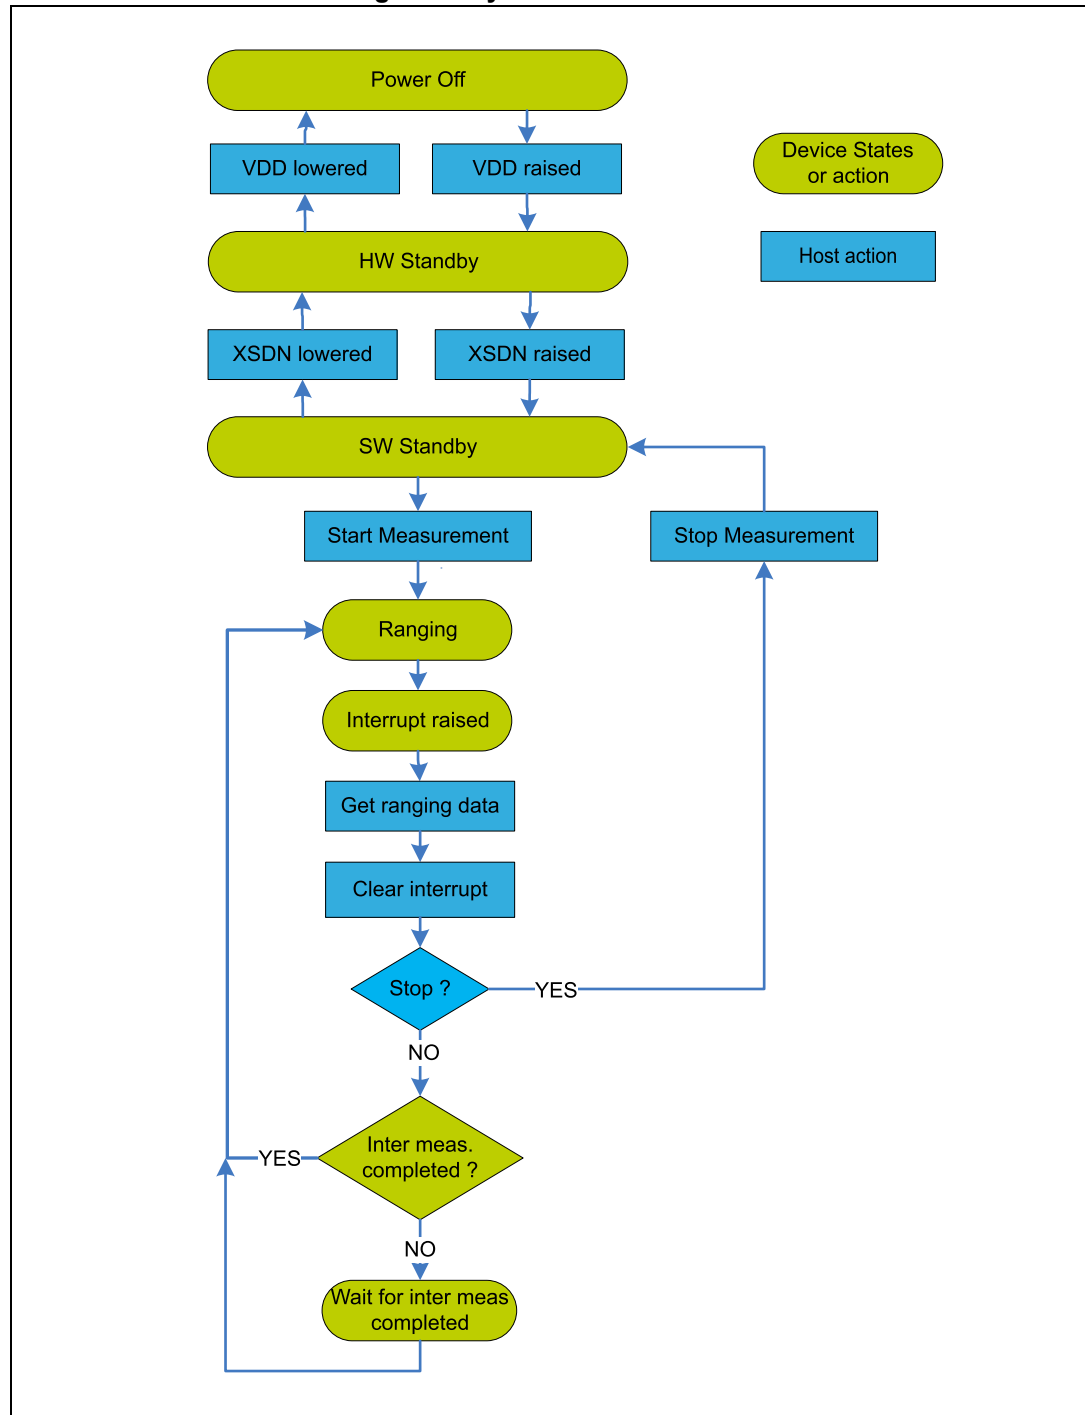 Power Off
VDD lowered
VDD raised
Device States
or action
HW Standby
Host action
XSDN lowered
XSDN raised
SW Standby
Start Measurement
Stop Measurement
Ranging
Interrupt raised
Get ranging data
Clear interrupt
Stop ?
YES
NO
Inter meas.
completed ?
YES
NO
Wait for inter meas
completed